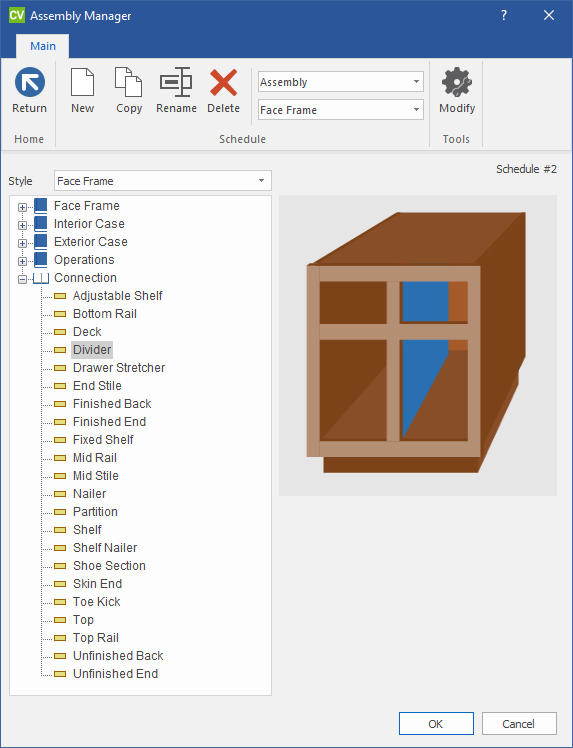 CV Assembly Manager ?
Main
Return New Copy Rename Delete Assembly Face Frame Modify
Home Schedule Tools
Style Face Frame Schedule #2
Face Frame
Interior Case
Exterior Case
Operations
Connection
Adjustable Shelf
Bottom Rail
Deck
Divider
Drawer Stretcher
End Stile
Finished Back
Finished End
Fixed Shelf
Mid Rail
Mid Stile
Nailer
Partition
Shelf
Shelf Nailer
Shoe Section
Skin End
Toe Kick
Top
Top Rail
Unfinished Back
Unfinished End
OK Cancel